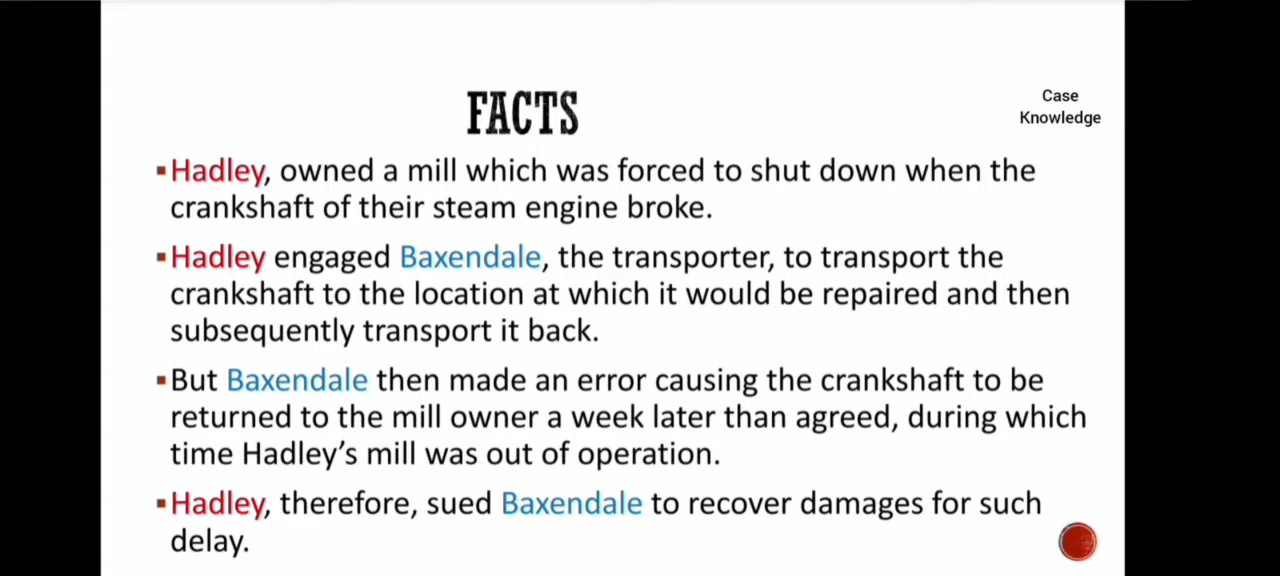 FACTS
Case
Knowledge
▪Hadley, owned a mill which was forced to shut down when the
crankshaft of their steam engine broke.
▪Hadley engaged Baxendale, the transporter, to transport the
crankshaft to the location at which it would be repaired and then
subsequently transport it back.
▪But Baxendale then made an error causing the crankshaft to be
returned to the mill owner a week later than agreed, during which
time Hadley’s mill was out of operation.
▪Hadley, therefore, sued Baxendale to recover damages for such
delay.